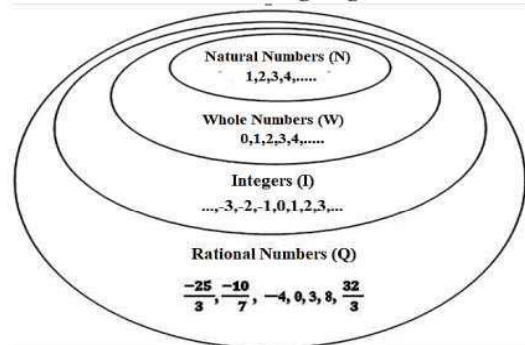 Natural Numbers (N)
1,2,3,4,.....
Whole Numbers (W)
0,1,2,3,4,.....
Integers (I)
...,-3,-2,-1,0,1,2,3,...
Rational Numbers (Q)
-25/3, -10/7, -4, 0, 3, 8, 32/3